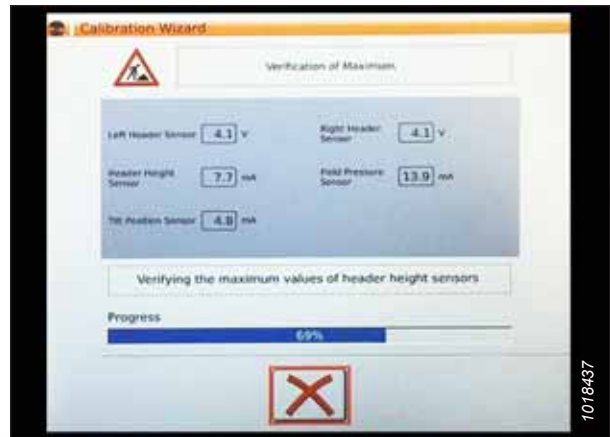 Calibration Wizard
Verification of Maximum.
Left Header Sensor 4.1 V
Right Header Sensor 4.1 V
Header Height Sensor 7.7 mA
Field Pressure Sensor 13.9 mA
Tilt Position Sensor 4.8 mA
Verifying the maximum values of header height sensors
Progress
69%
1018437